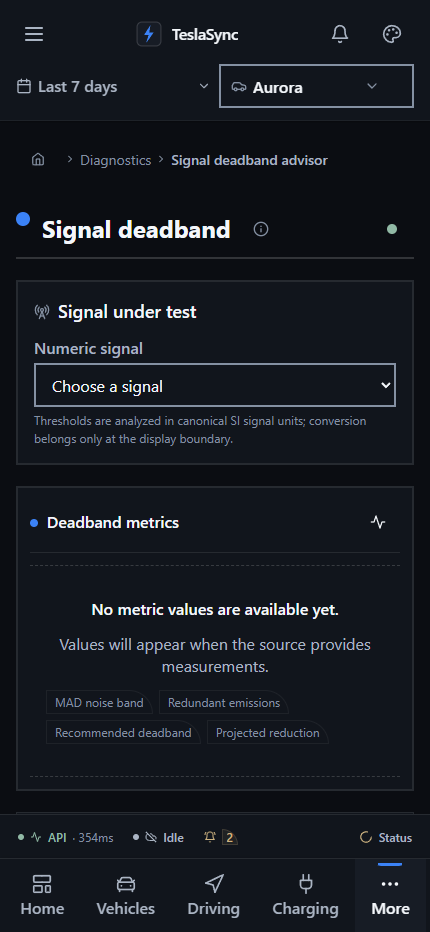 TeslaSync
Last 7 days
Aurora
Diagnostics
Signal deadband advisor
Signal deadband
Signal under test
Numeric signal
Choose a signal
Thresholds are analyzed in canonical SI signal units; conversion
belongs only at the display boundary.
Deadband metrics
No metric values are available yet.
Values will appear when the source provides
measurements.
MAD noise band
Redundant emissions
Recommended deadband
Projected reduction
API · 354ms
Idle
2
Status
Home
Vehicles
Driving
Charging
More